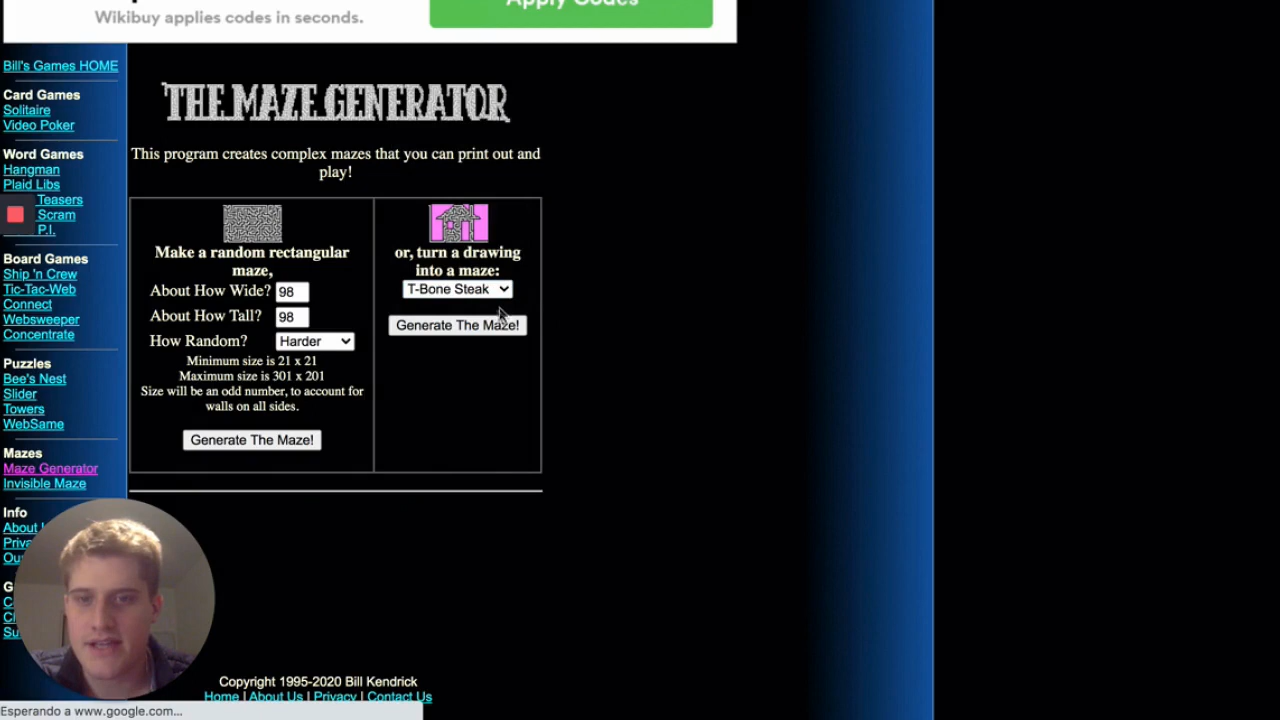 Wikibuy applies codes in seconds.
Apply Codes
Bill's Games HOME
Card Games
Solitaire
Video Poker
Word Games
Hangman
Plaid Libs
Teasers
Scram
P.I.
Board Games
Ship 'n Crew
Tic-Tac-Web
Connect
Websweeper
Concentrate
Puzzles
Bee's Nest
Slider
Towers
WebSame
Mazes
Maze Generator
Invisible Maze
Info
About
THE MAZE GENERATOR
This program creates complex mazes that you can print out and
play!
Make a random rectangular
maze,
About How Wide? 98
About How Tall? 98
How Random? Harder
Minimum size is 21 x 21
Maximum size is 301 x 201
Size will be an odd number, to account for
walls on all sides.
Generate The Maze!
or, turn a drawing
into a maze:
T-Bone Steak
Generate The Maze!
Copyright 1995-2020 Bill Kendrick
Home | About Us | Privacy | Contact Us
Esperando a www.google.com...